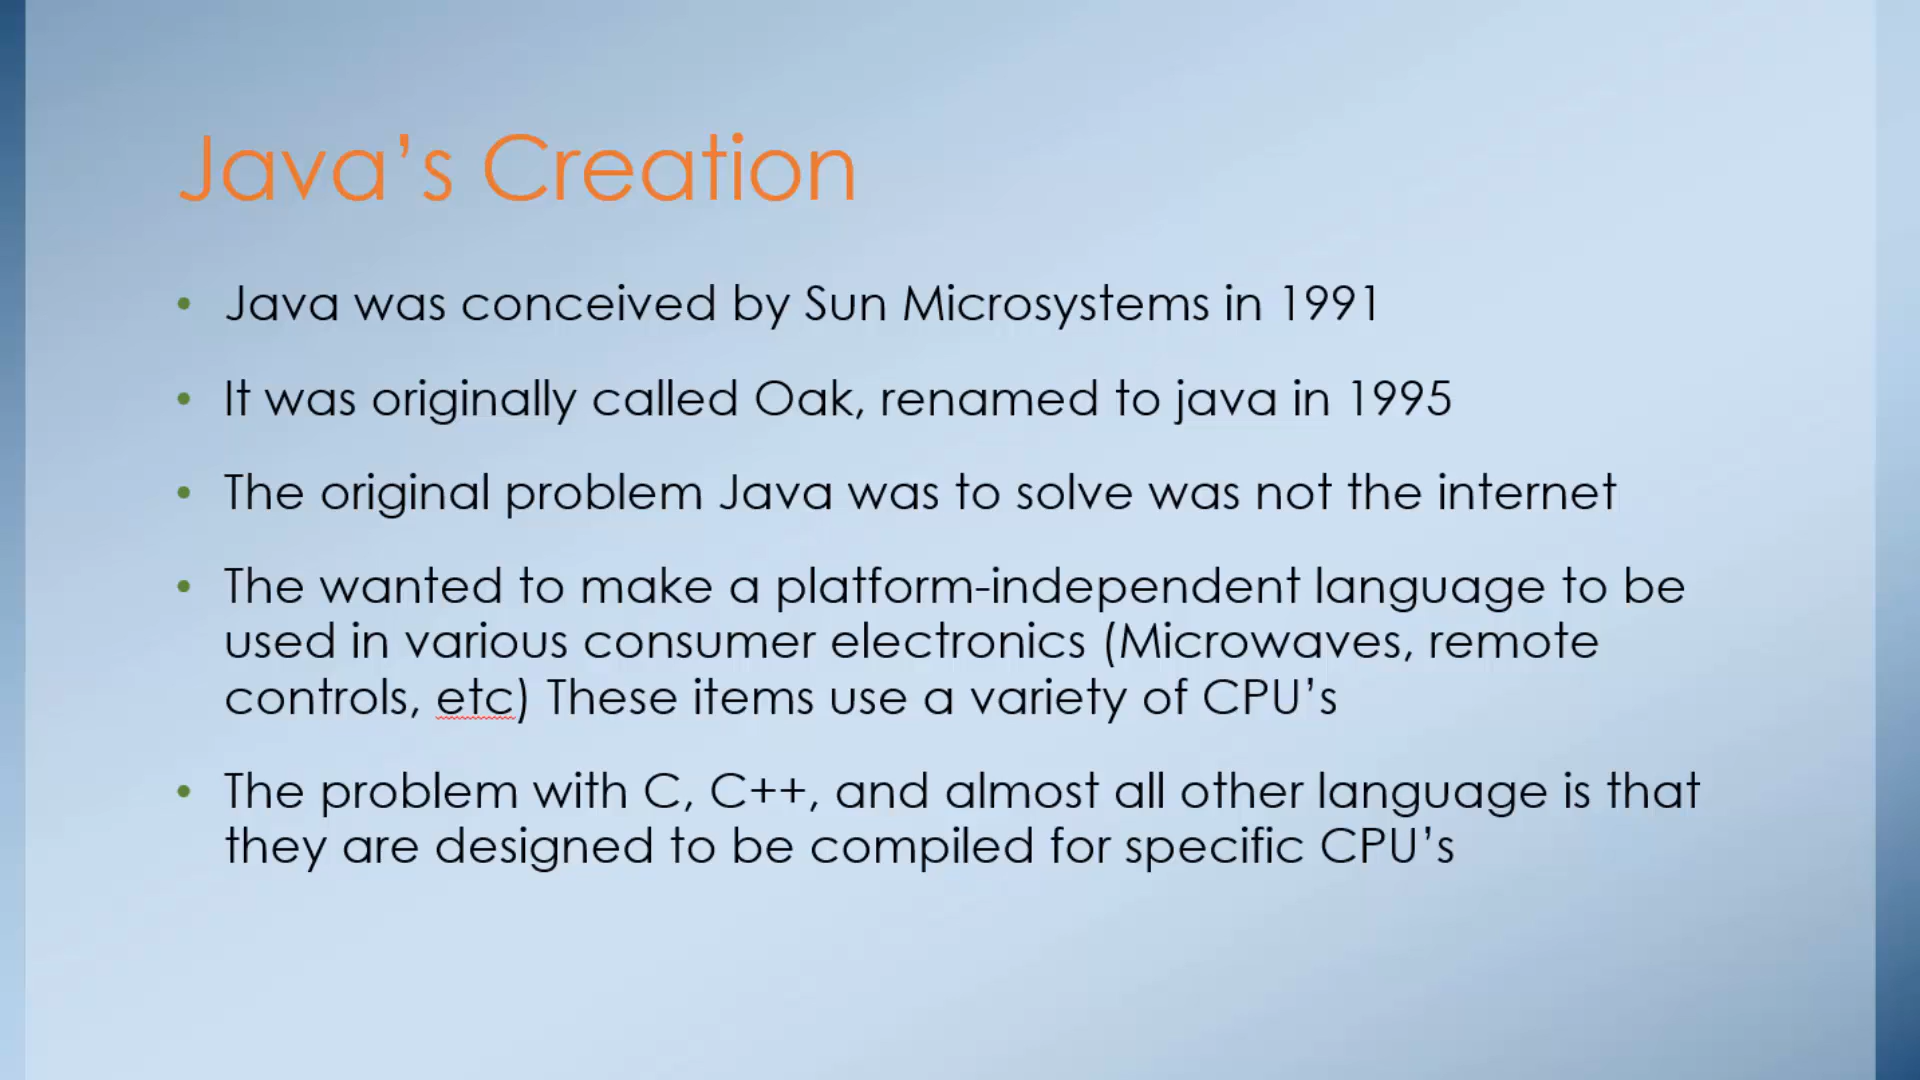 Java’s Creation
• Java was conceived by Sun Microsystems in 1991
• It was originally called Oak, renamed to java in 1995
• The original problem Java was to solve was not the internet
• The wanted to make a platform-independent language to be
used in various consumer electronics (Microwaves, remote
controls, etc) These items use a variety of CPU’s
• The problem with C, C++, and almost all other language is that
they are designed to be compiled for specific CPU’s